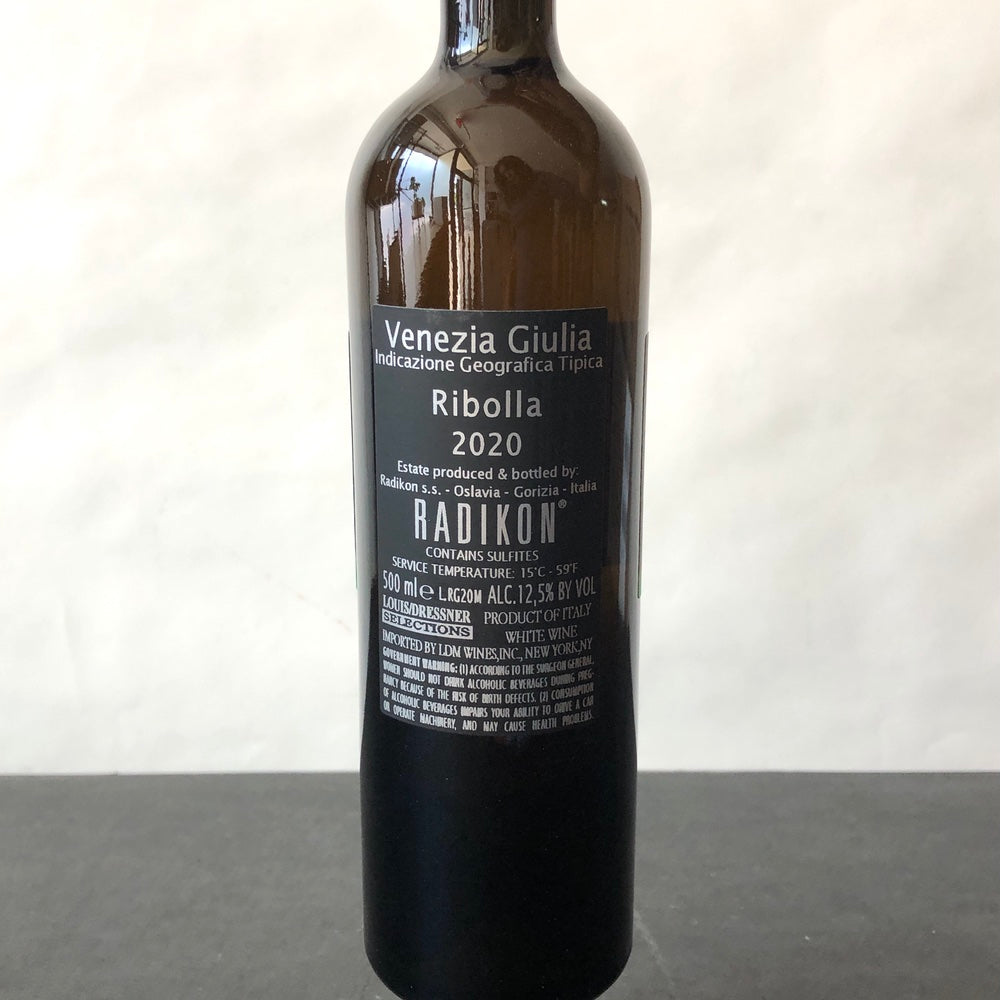 Venezia Giulia
Indicazione Geografica Tipica
Ribolla
2020
Estate produced & bottled by:
Radikon s.s. - Oslavia - Gorizia - Italia
RADIKON®
CONTAINS SULFITES
SERVICE TEMPERATURE: 15°C - 59°F
500 ml e L.RG20M ALC.12,5% BY VOL
LOUIS/DRESSNER PRODUCT OF ITALY
SELECTIONS WHITE WINE
IMPORTED BY LDM WINES,INC., NEW YORK,NY
GOVERNMENT WARNING: (1) ACCORDING TO THE SURGEON GENERAL,
WOMEN SHOULD NOT DRINK ALCOHOLIC BEVERAGES DURING PREG-
NANCY BECAUSE OF THE RISK OF BIRTH DEFECTS. (2) CONSUMPTION
OF ALCOHOLIC BEVERAGES IMPAIRS YOUR ABILITY TO DRIVE A CAR
OR OPERATE MACHINERY, AND MAY CAUSE HEALTH PROBLEMS.